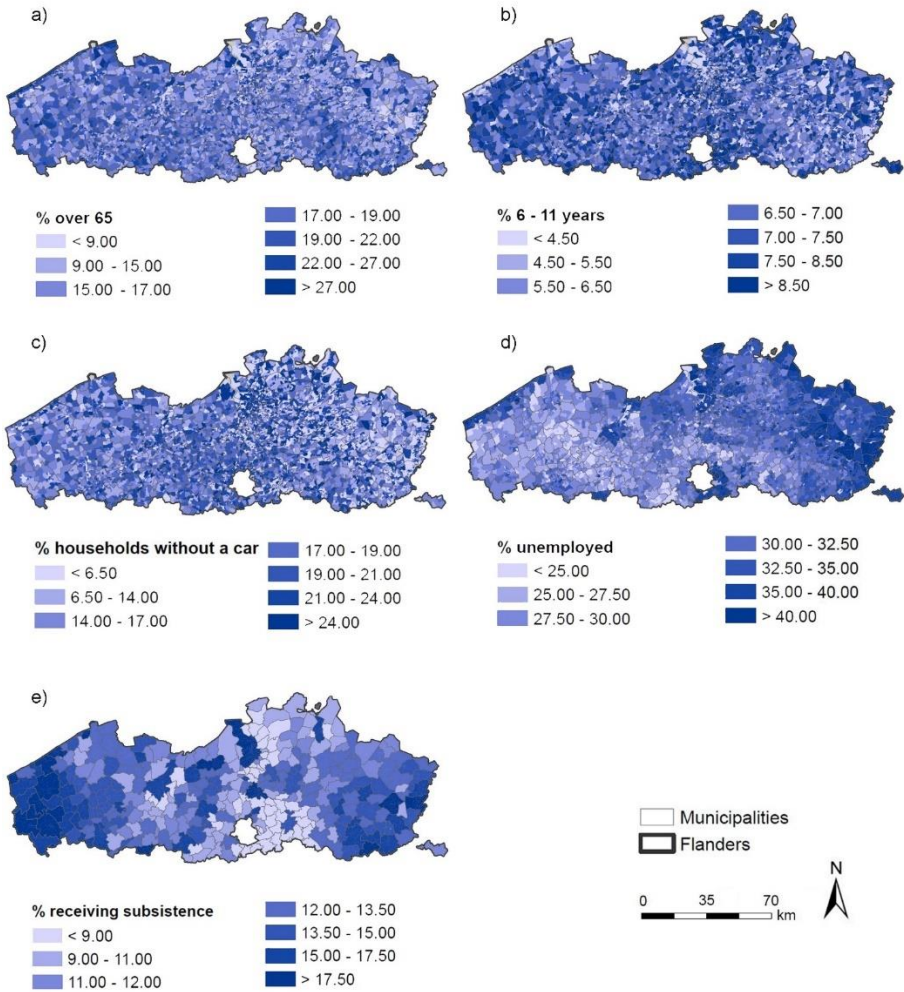 a)
% over 65
< 9.00
9.00 - 15.00
15.00 - 17.00
17.00 - 19.00
19.00 - 22.00
22.00 - 27.00
> 27.00
b)
% 6 - 11 years
< 4.50
4.50 - 5.50
5.50 - 6.50
6.50 - 7.00
7.00 - 7.50
7.50 - 8.50
> 8.50
c)
% households without a car
< 6.50
6.50 - 14.00
14.00 - 17.00
17.00 - 19.00
19.00 - 21.00
21.00 - 24.00
> 24.00
d)
% unemployed
< 25.00
25.00 - 27.50
27.50 - 30.00
30.00 - 32.50
32.50 - 35.00
35.00 - 40.00
> 40.00
e)
% receiving subsistence
< 9.00
9.00 - 11.00
11.00 - 12.00
12.00 - 13.50
13.50 - 15.00
15.00 - 17.50
> 17.50
Municipalities
Flanders
N
0 35 70
km